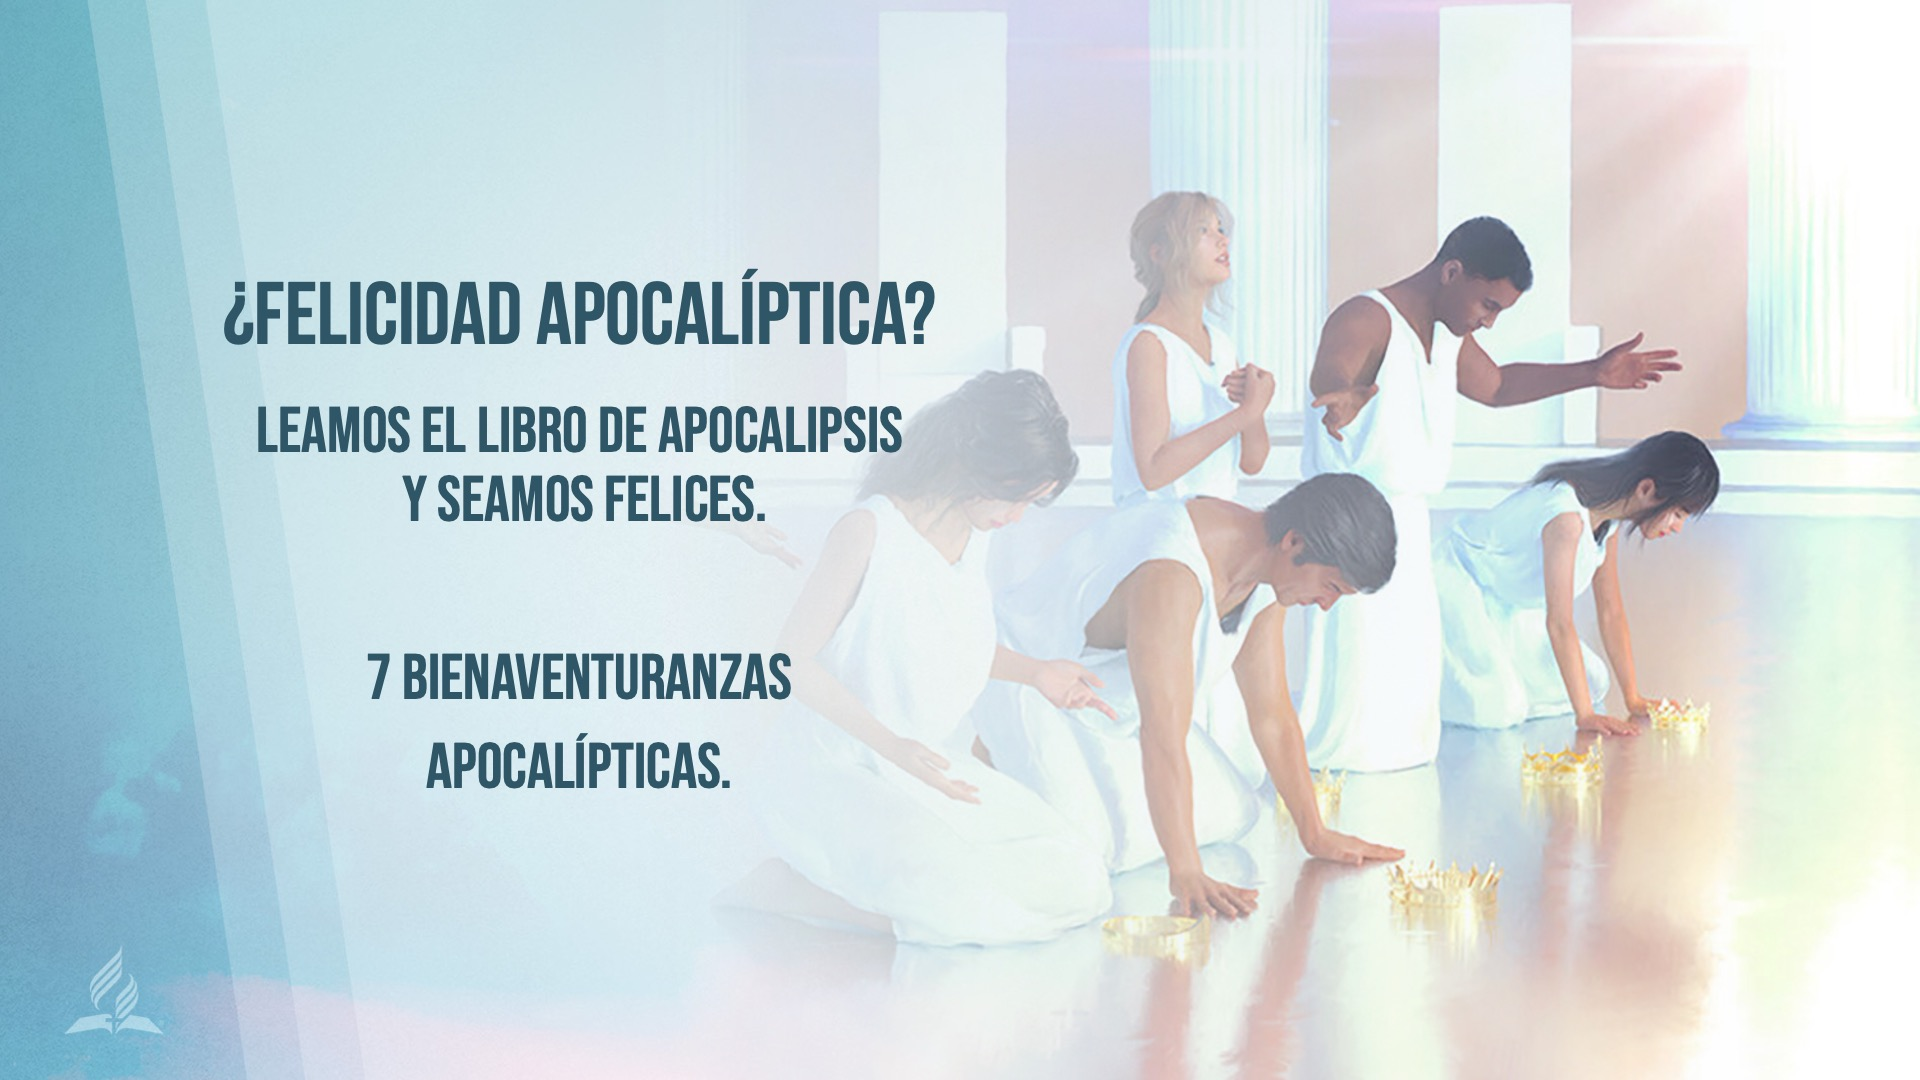 ¿FELICIDAD APOCALÍPTICA?
LEAMOS EL LIBRO DE APOCALIPSIS
Y SEAMOS FELICES.
7 BIENAVENTURANZAS
APOCALÍPTICAS.